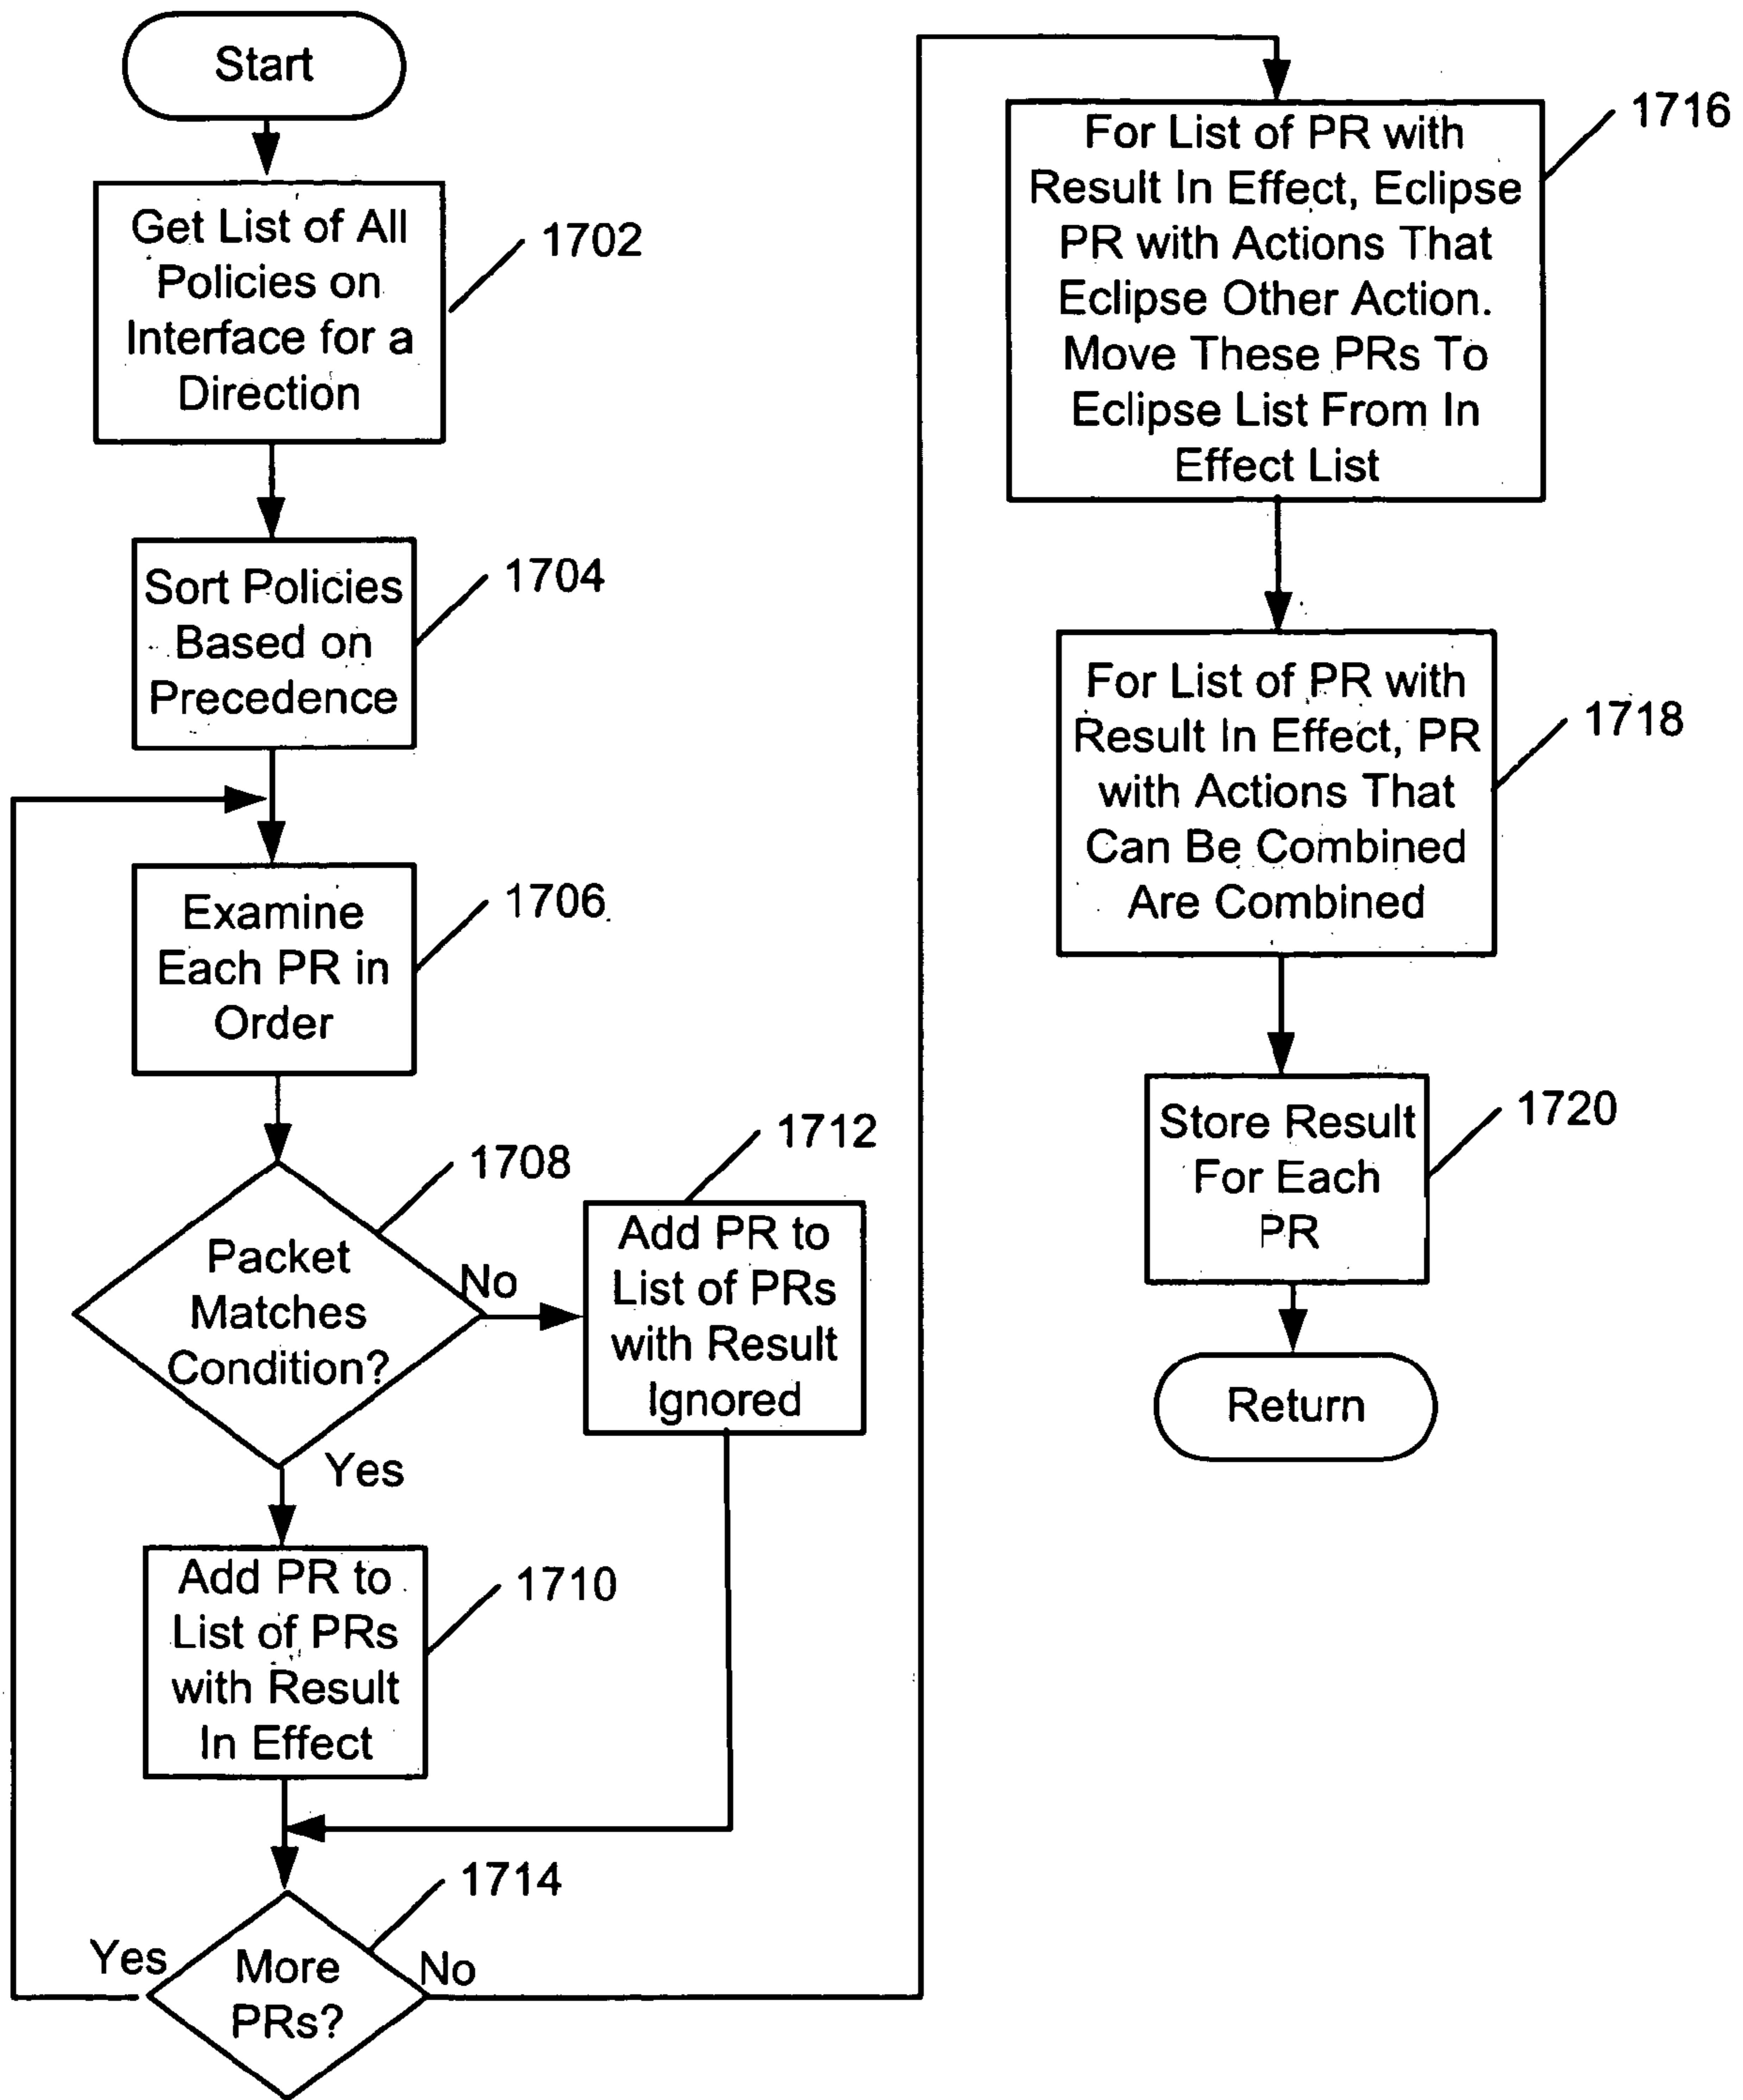 Start
Get List of All
Policies on
Interface for a
Direction
1702
Sort Policies
Based on
Precedence
1704
Examine
Each PR in
Order
1706
Packet
Matches
Condition?
1708
No
Yes
Add PR to
List of PRs
with Result
Ignored
1712
Add PR to
List of PRs
with Result
In Effect
1710
More
PRs?
1714
Yes
No
For List of PR with
Result In Effect, Eclipse
PR with Actions That
Eclipse Other Action.
Move These PRs To
Eclipse List From In
Effect List
1716
For List of PR with
Result In Effect, PR
with Actions That
Can Be Combined
Are Combined
1718
Store Result
For Each
PR
1720
Return